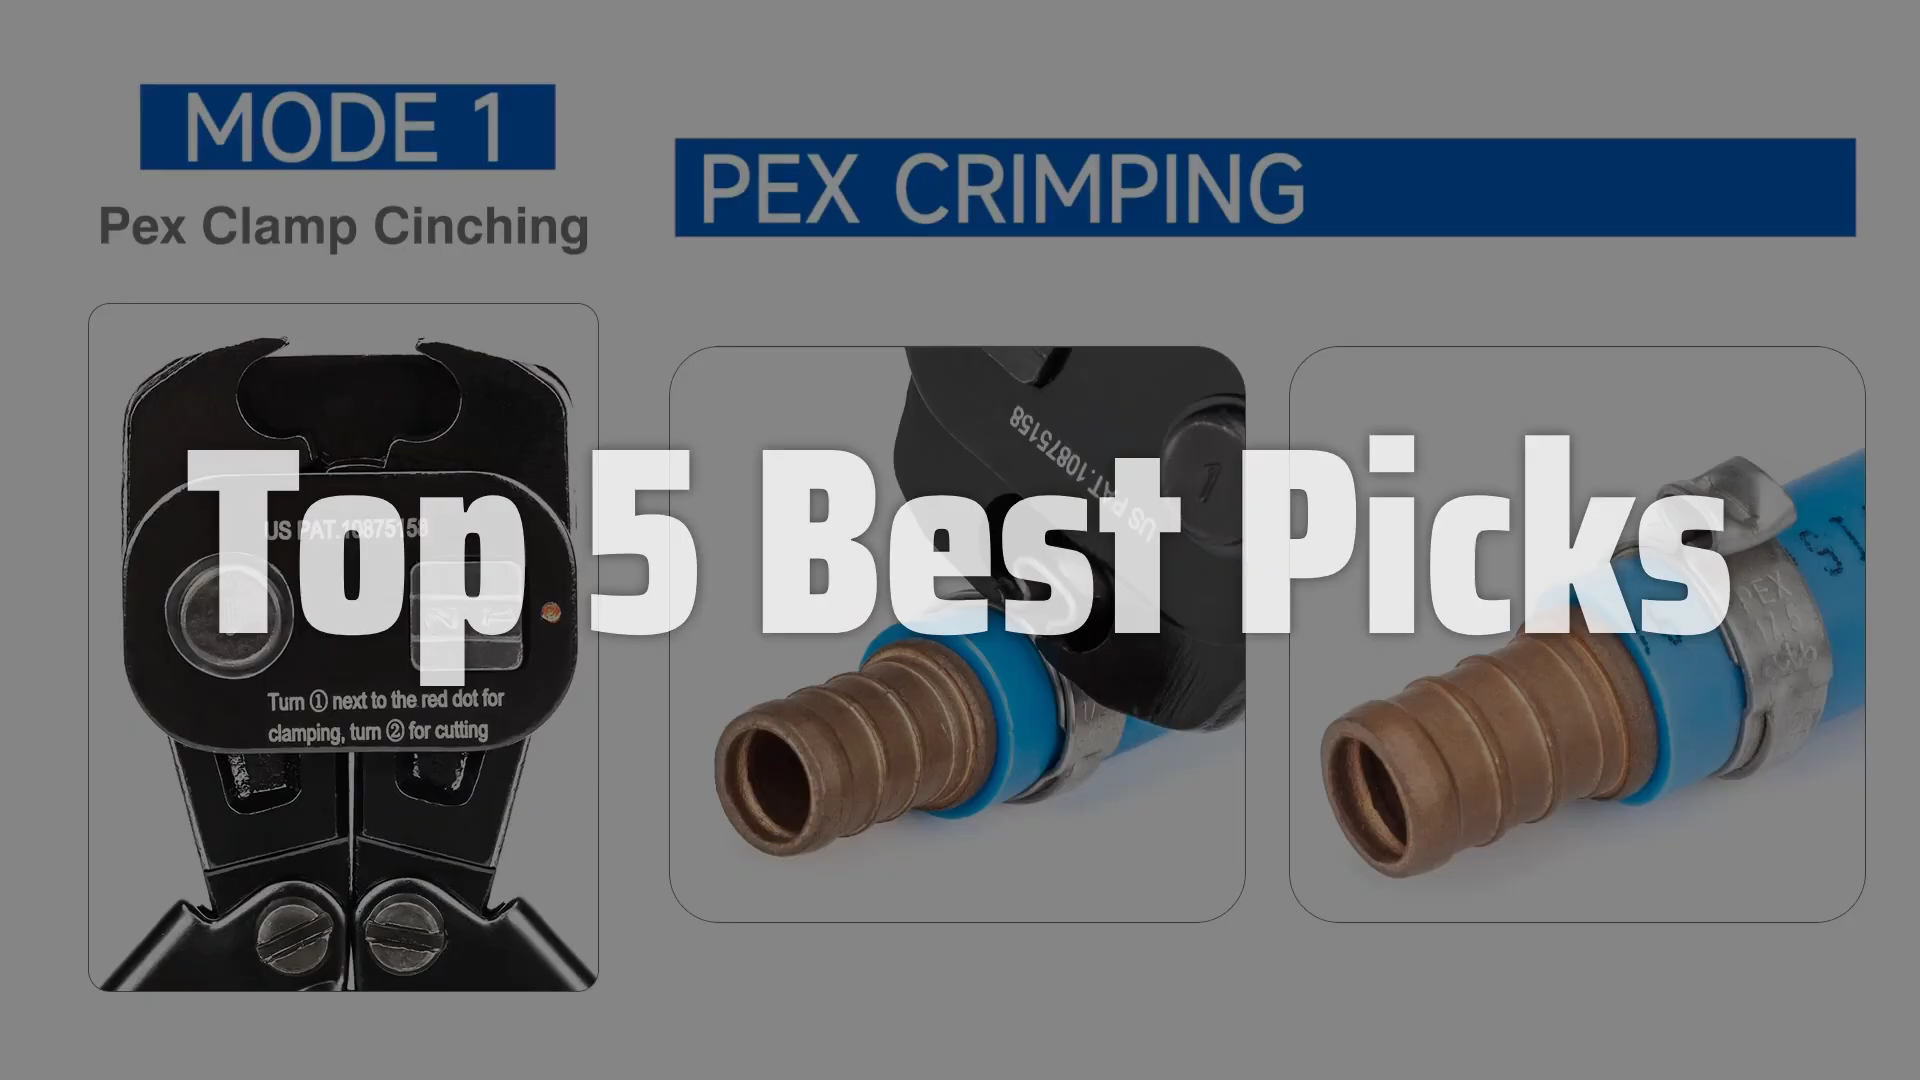 MODE 1
Pex Clamp Cinching
PEX CRIMPING
Top 5 Best Picks
US PAT.10875158
Turn ① next to the red dot for
clamping, turn ② for cutting
US PAT.10875158
PEX